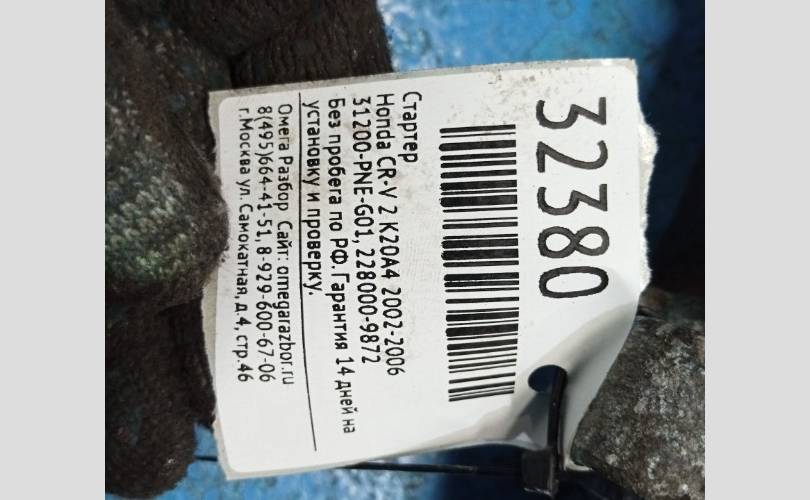 32380
Стартер
Honda CR-V 2 K20A4 2002-2006
31200-PNE-G01, 228000-9872
Без пробега по РФ. Гарантия 14 дней на
установку и проверку.
Омега Разбор Сайт: omegarazbor.ru
8(495)664-41-51, 8-929-600-67-06
г.Москва ул. Самокатная, д.4, стр.46